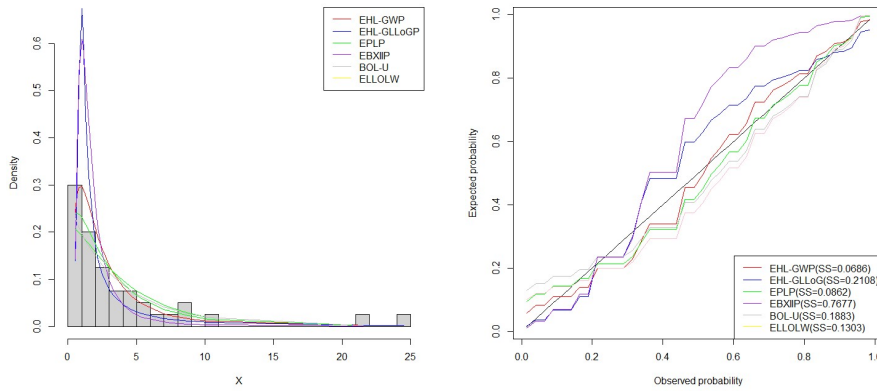 EHL-GWP
EHL-GLLoGP
EPLP
EBXIIP
BOL-U
ELLOLW
Density
0.6
0.5
0.4
0.3
0.2
0.1
0.0
0
5
10
15
20
25
X
Expected probability
1.0
0.8
0.6
0.4
0.2
0.0
EHL-GWP(SS=0.0686)
EHL-GLLoG(SS=0.2108)
EPLP(SS=0.0862)
EBXIIP(SS=0.7677)
BOL-U(SS=0.1883)
ELLOLW(SS=0.1303)
0.0
0.2
0.4
0.6
0.8
1.0
Observed probability